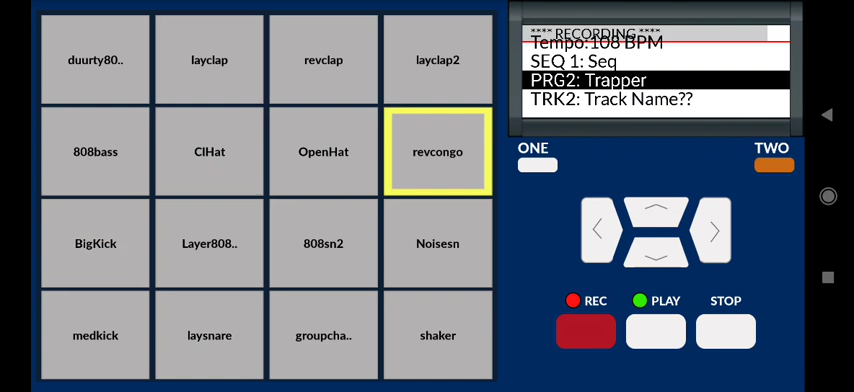 duurty80..
layclap
revclap
layclap2
808bass
ClHat
OpenHat
revcongo
BigKick
Layer808..
808sn2
Noisesn
medkick
laysnare
groupcha..
shaker
**** RECORDING ****
Tempo:108 BPM
SEQ 1: Seq
PRG2: Trapper
TRK2: Track Name??
ONE
TWO
REC
PLAY
STOP